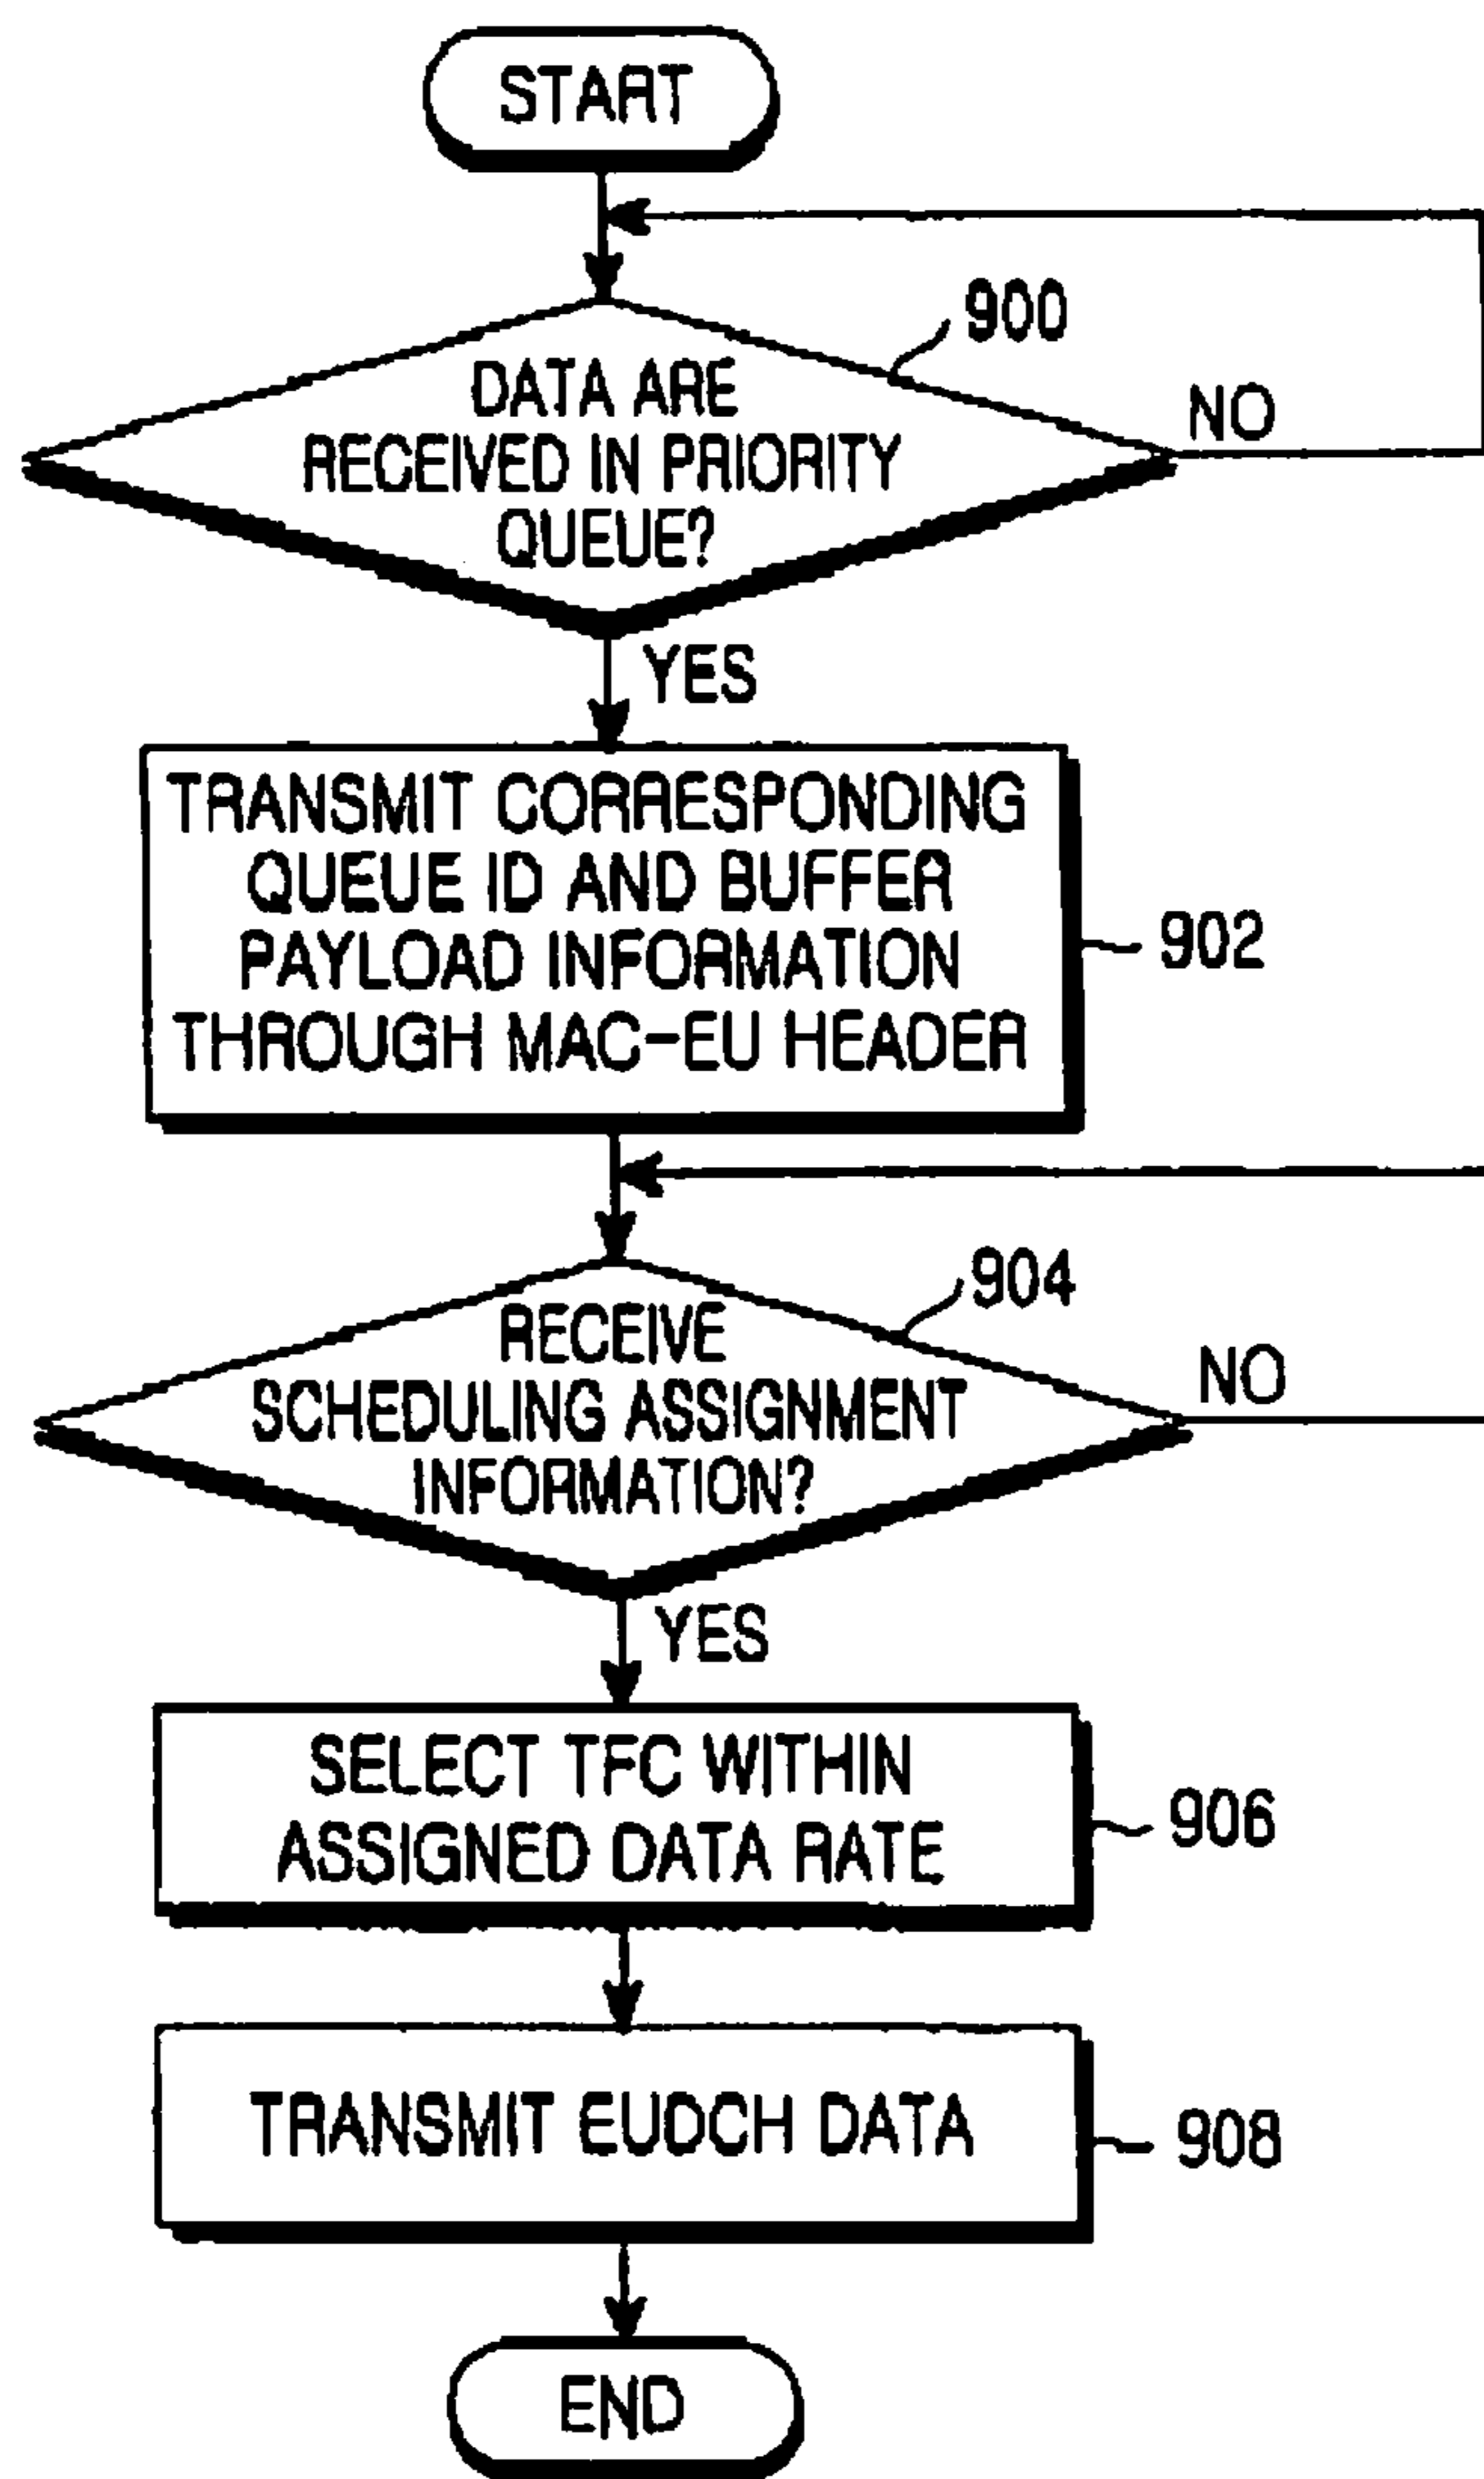 START
900
DATA ARE
RECEIVED IN PRIORITY
QUEUE?
NO
YES
TRANSMIT CORRESPONDING
QUEUE ID AND BUFFER
PAYLOAD INFORMATION
THROUGH MAC-EU HEADER
902
904
RECEIVE
SCHEDULING ASSIGNMENT
INFORMATION?
NO
YES
SELECT TFC WITHIN
ASSIGNED DATA RATE
906
TRANSMIT EUDCH DATA
908
END